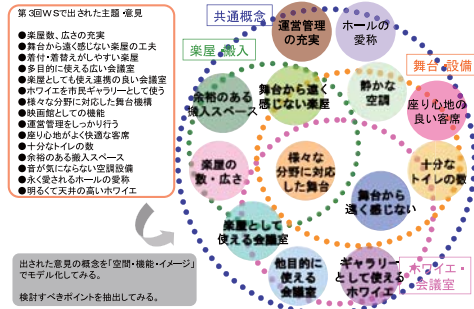 第3回WSで出された主題・意見
●楽屋数、広さの充実
●舞台から遠く感じない楽屋の工夫
●着付・着替えがしやすい楽屋
●多目的に使える広い会議室
●楽屋としても使え連携の良い会議室
●ホワイエを市民ギャラリーとして使う
●様々な分野に対応した舞台機構
●映画館としての機能
●運営管理をしっかり行う
●座り心地がよく快適な客席
●十分なトイレの数
●余裕のある搬入スペース
●音が気にならない空調設備
●永く愛されるホールの愛称
●明るくて天井の高いホワイエ
出された意見の概念を「空間・機能・イメージ」
でモデル化してみる。
検討すべきポイントを抽出してみる。
共通概念
運営管理
の充実
ホールの
愛称
楽屋・搬入
舞台・設備
余裕のある
搬入スペース
舞台から遠く
感じない楽屋
静かな
空調
座り心地の
良い客席
楽屋の
数・広さ
様々な
分野に対応
した舞台
十分な
トイレの数
舞台から
遠く感じない
楽屋として
使える会議室
他目的に
使える
会議室
ギャラリー
として使える
ホワイエ
ホワイエ・
会議室